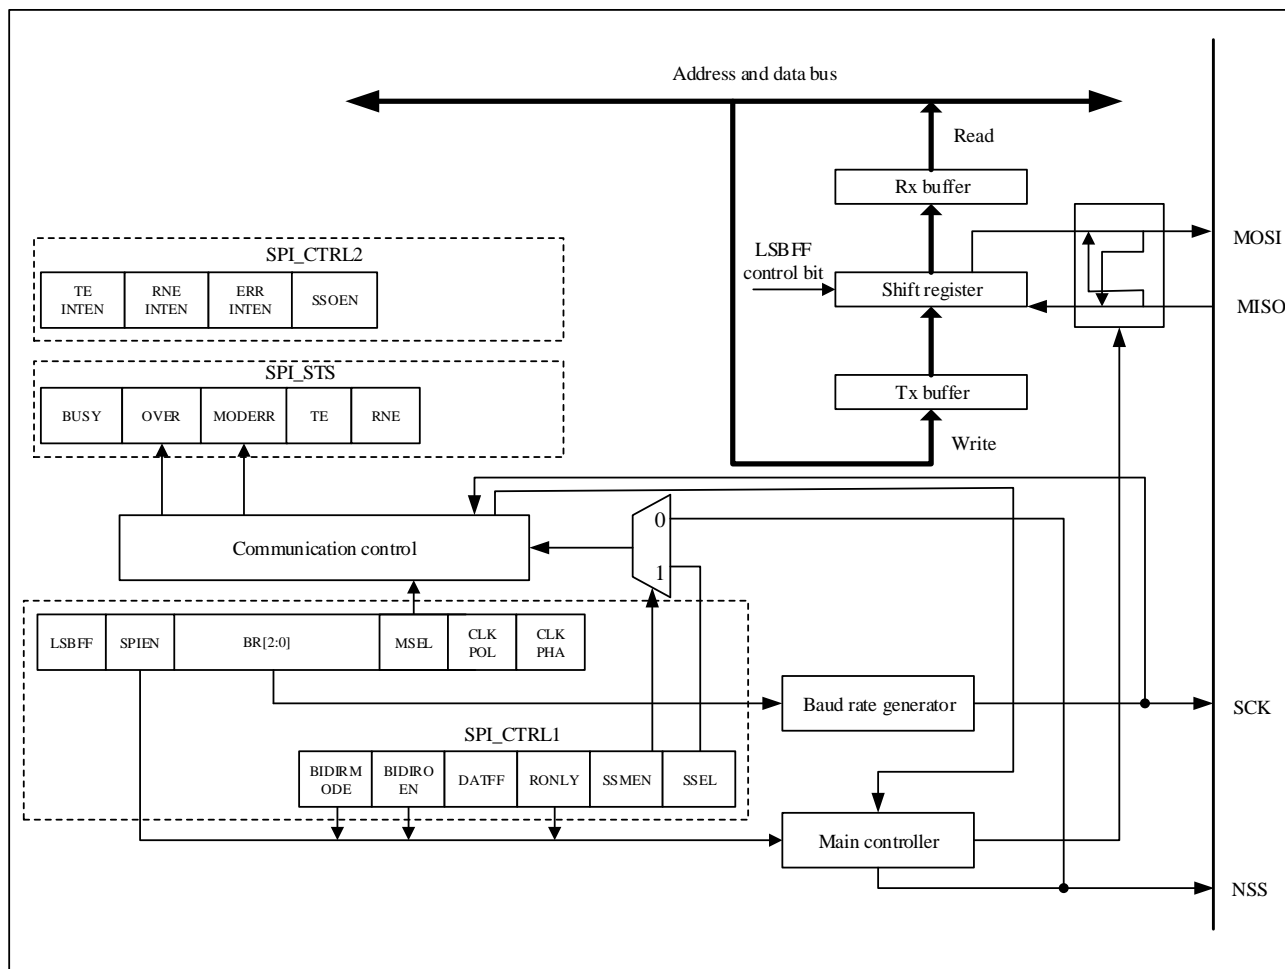 Address and data bus
Read
Rx buffer
MOSI
SPI_CTRL2
LSBFF
control bit
Shift register
MISO
TE
INTEN
RNE
INTEN
ERR
INTEN
SSOEN
SPI_STS
Tx buffer
BUSY
OVER
MODERR
TE
RNE
Write
0
Communication control
1
LSBFF
SPIEN
BR[2:0]
MSEL
CLK
POL
CLK
PHA
Baud rate generator
SCK
SPI_CTRL1
BIDIRM
ODE
BIDIRO
EN
DATFF
RONLY
SSMEN
SSEL
Main controller
NSS